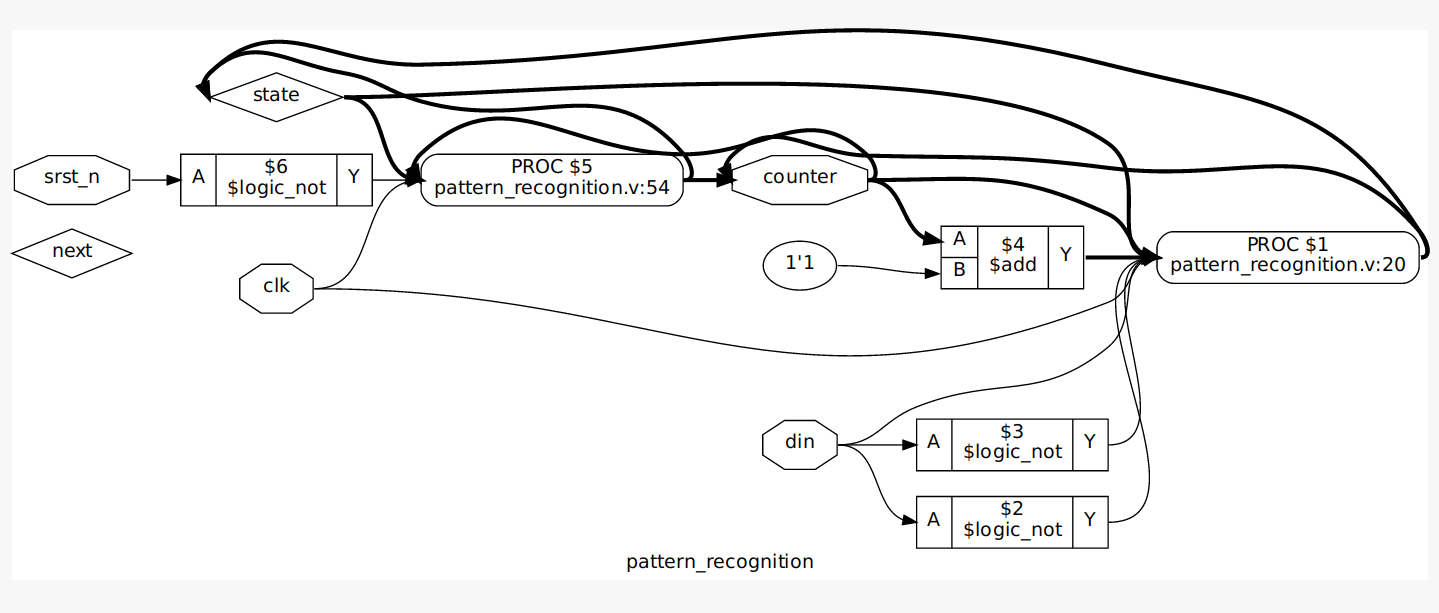 state
srst_n
A
$6
$logic_not
Y
PROC $5
pattern_recognition.v:54
counter
next
clk
1'1
A
B
$4
$add
Y
PROC $1
pattern_recognition.v:20
din
A
$3
$logic_not
Y
A
$2
$logic_not
Y
pattern_recognition